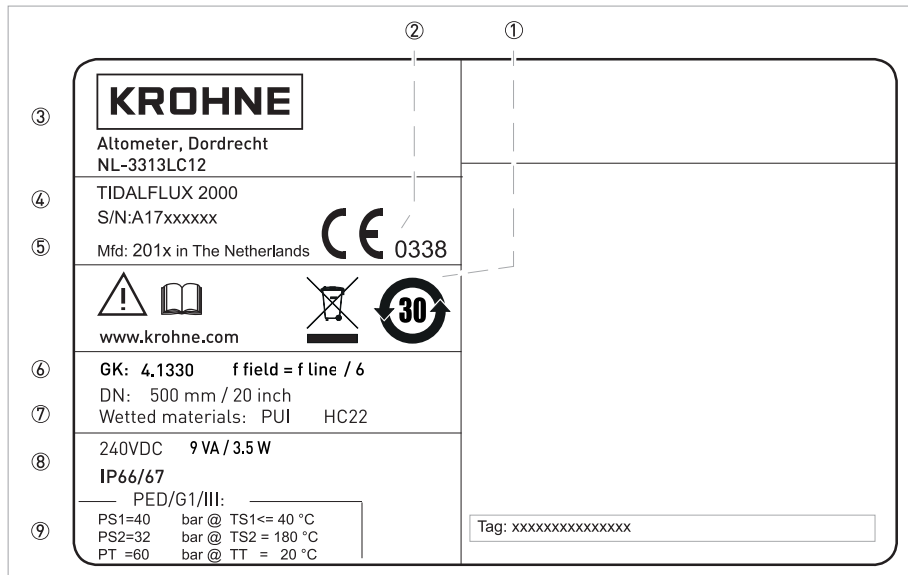 ② ①
③ KROHNE
Altometer, Dordrecht
NL-3313LC12
④ TIDALFLUX 2000
S/N:A17xxxxxx
⑤ Mfd: 201x in The Netherlands CE 0338
30
www.krohne.com
⑥ GK: 4.1330 f field = f line / 6
DN: 500 mm / 20 inch
⑦ Wetted materials: PUI HC22
⑧ 240VDC 9 VA / 3.5 W
IP66/67
PED/G1/III:
⑨ PS1=40 bar @ TS1<= 40 °C
PS2=32 bar @ TS2 = 180 °C
PT =60 bar @ TT = 20 °C
Tag: xxxxxxxxxxxxxxx